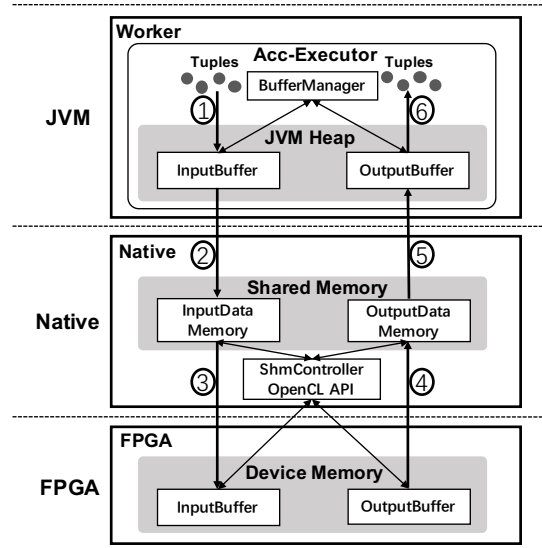 Worker
Acc-Executor
Tuples
Tuples
BufferManager
①
⑥
JVM
JVM Heap
InputBuffer
OutputBuffer
Native
②
⑤
Shared Memory
InputData
Memory
OutputData
Memory
Native
ShmController
OpenCL API
③
④
FPGA
Device Memory
FPGA
InputBuffer
OutputBuffer